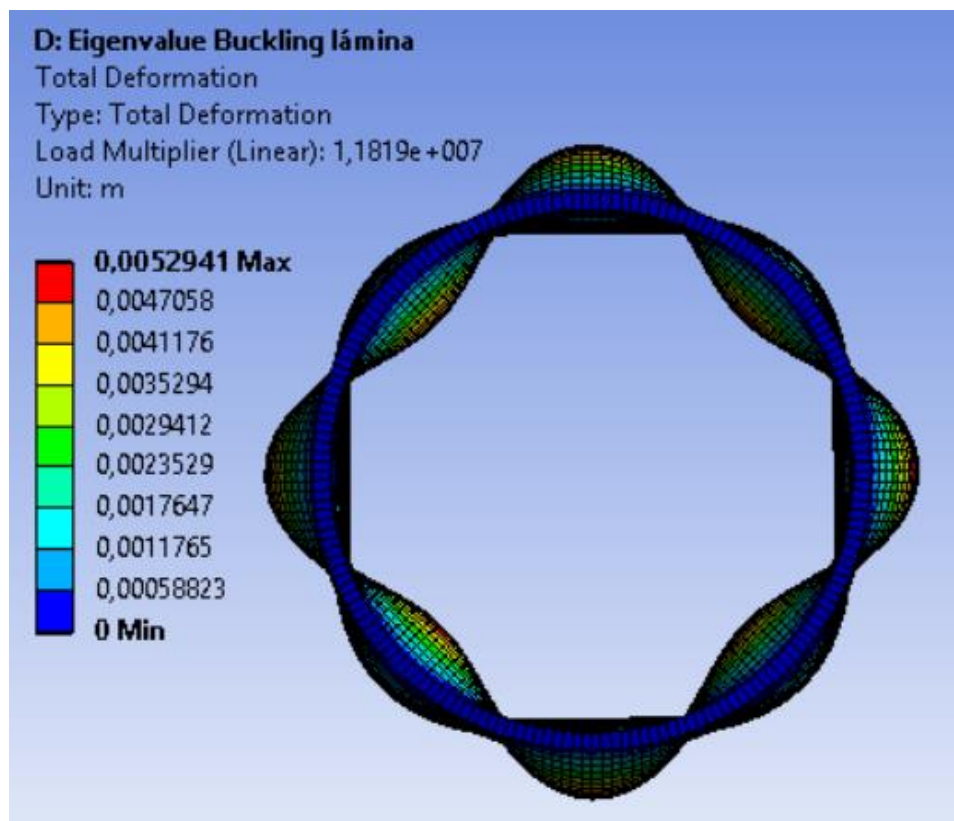 D: Eigenvalue Buckling lámina
Total Deformation
Type: Total Deformation
Load Multiplier (Linear): 1,1819e+007
Unit: m
0,0052941 Max
0,0047058
0,0041176
0,0035294
0,0029412
0,0023529
0,0017647
0,0011765
0,00058823
0 Min